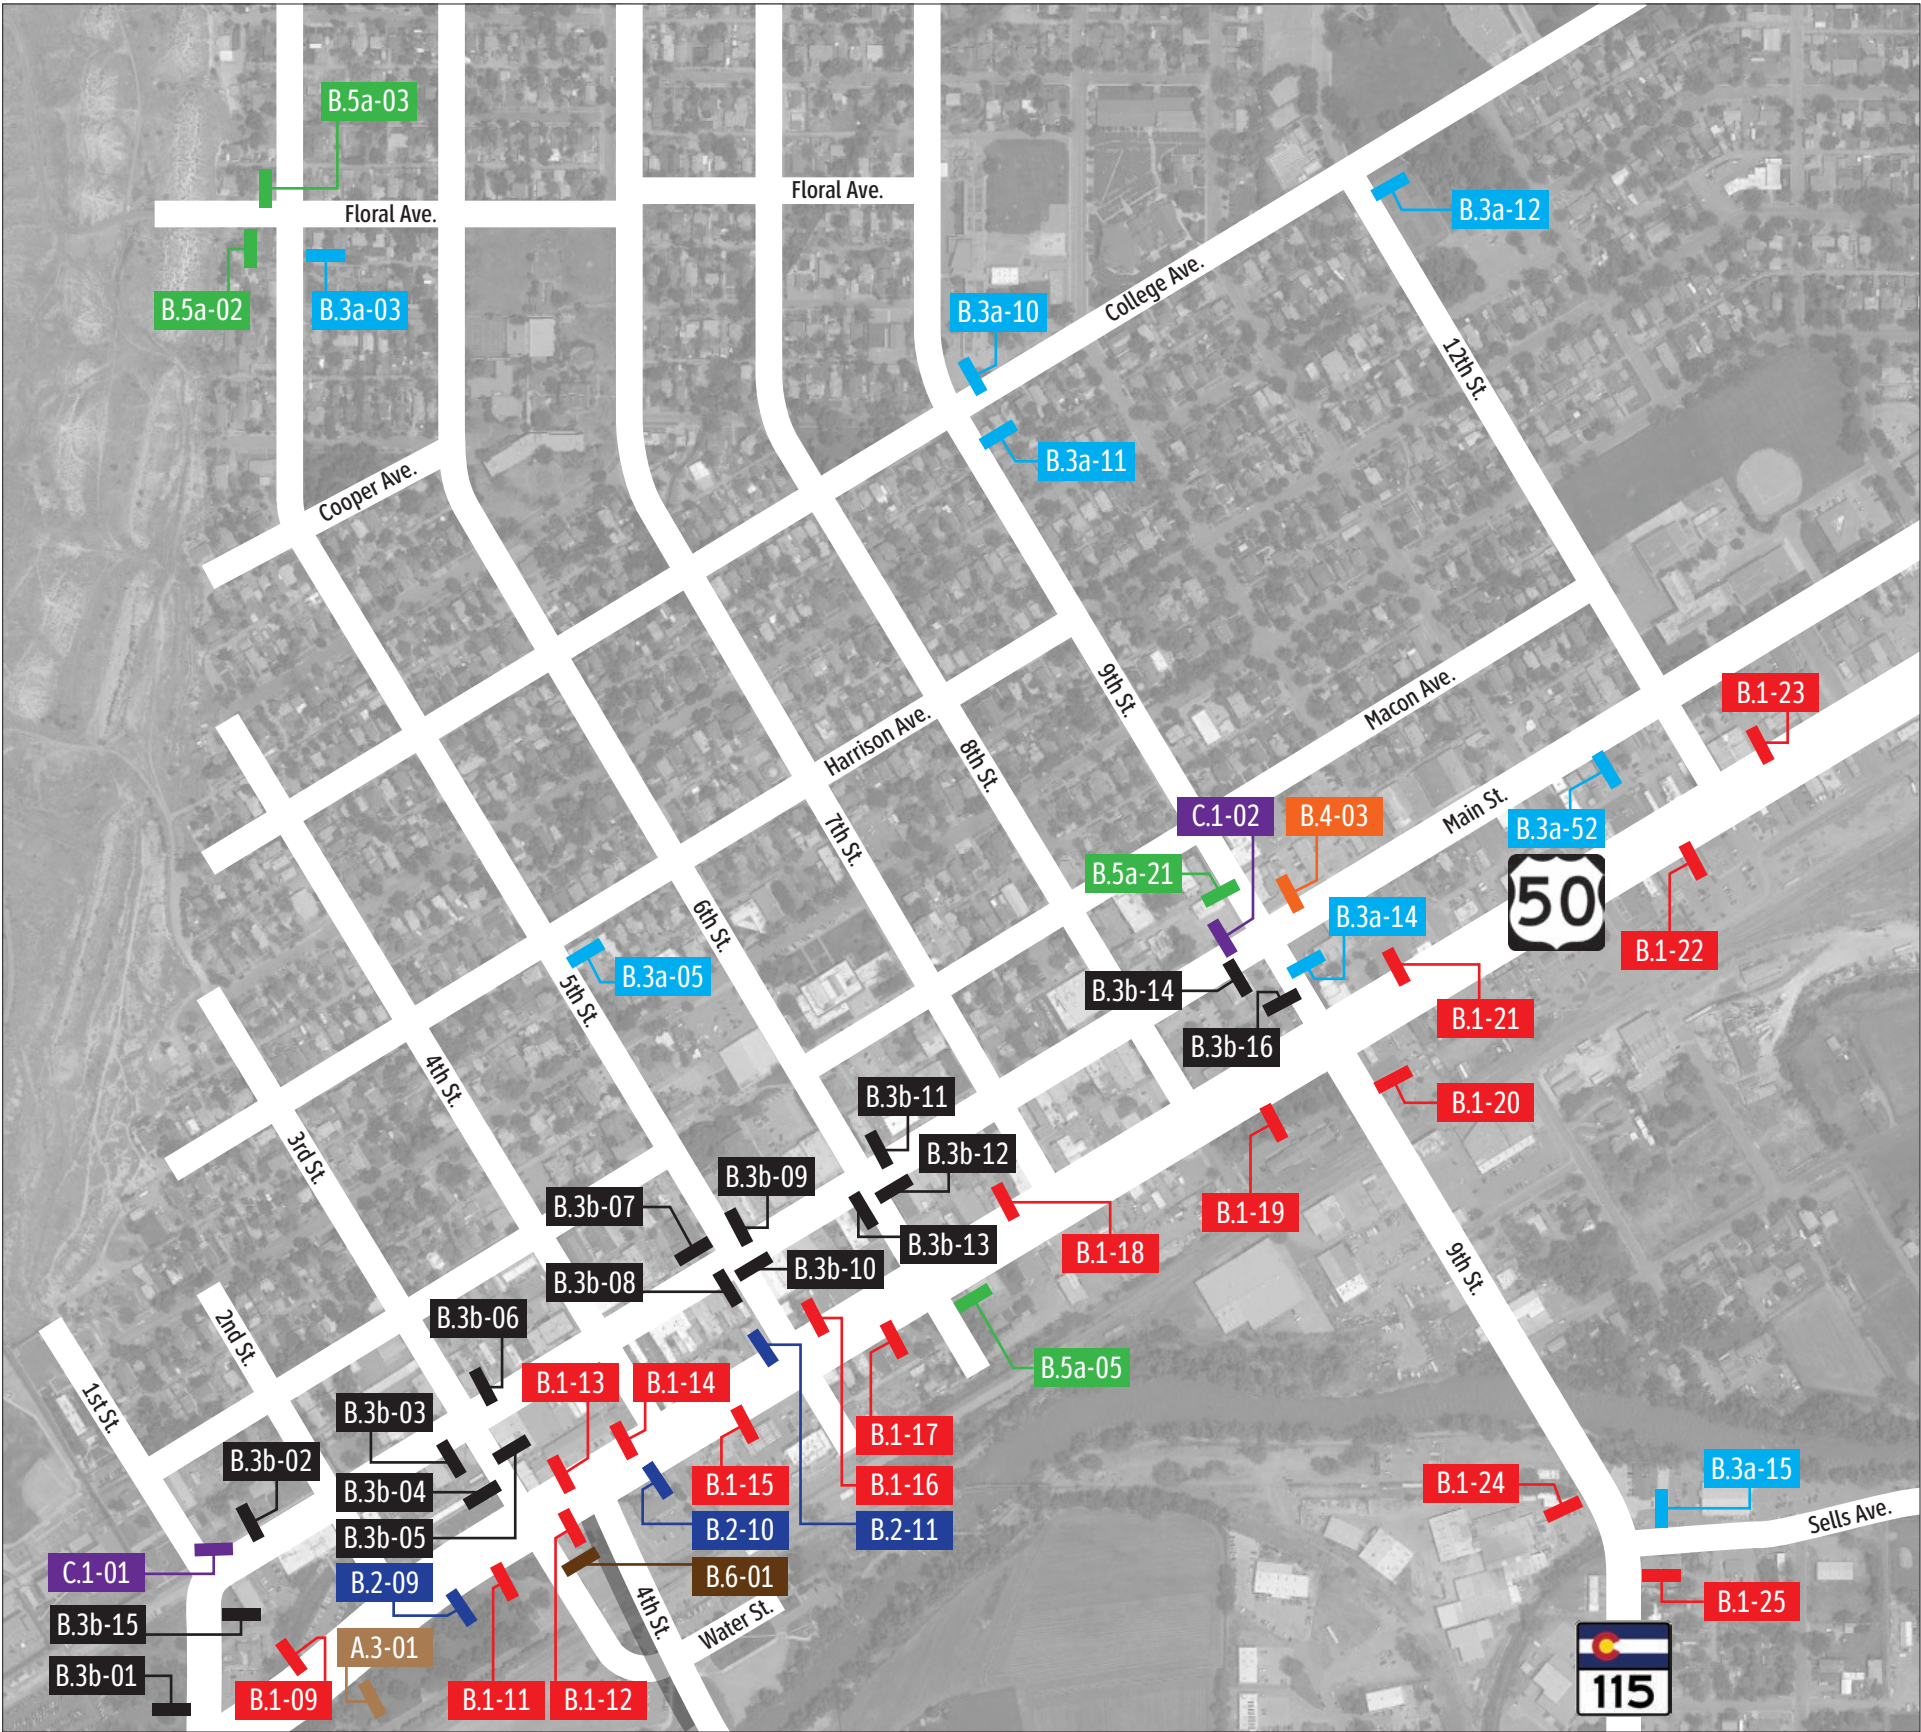 B.5a-03
Floral Ave.
Floral Ave.
B.3a-12
B.5a-02
B.3a-03
B.3a-10
College Ave.
12th St.
B.3a-11
Cooper Ave.
9th St.
Macon Ave.
B.1-23
Harrison Ave.
8th St.
7th St.
C.1-02
B.4-03
Main St.
B.3a-52
B.5a-21
50
B.3a-14
6th St.
B.1-22
B.3a-05
5th St.
B.3b-14
B.1-21
B.3b-16
4th St.
B.3b-11
B.1-20
3rd St.
B.3b-12
B.3b-09
B.3b-07
B.1-19
B.3b-13
B.1-18
B.3b-10
B.3b-08
9th St.
B.3b-06
2nd St.
B.5a-05
B.1-13
B.1-14
1st St.
B.3b-03
B.1-17
B.3b-02
B.3a-15
B.1-24
B.3b-04
B.1-15
B.1-16
Sells Ave.
B.3b-05
B.2-10
B.2-11
C.1-01
B.2-09
B.6-01
B.1-25
4th St.
Water St.
B.3b-15
A.3-01
B.3b-01
B.1-09
B.1-11
B.1-12
115